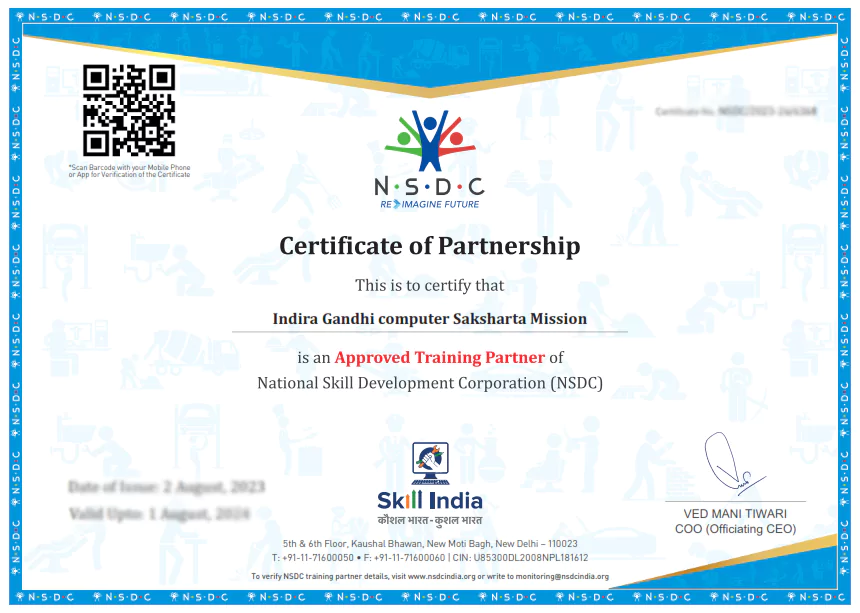 N·S·D·C N·S·D·C N·S·D·C N·S·D·C N·S·D·C N·S·D·C N·S·D·C N·S·D·C N·S·D·C N·S·D·C
*Scan Barcode with your Mobile Phone
or App for Verification of the Certificate
Certificate No.
N·S·D·C
RE IMAGINE FUTURE
Certificate of Partnership
This is to certify that
Indira Gandhi computer Saksharta Mission
is an Approved Training Partner of
National Skill Development Corporation (NSDC)
Date of Issue: 2 August, 2023
Valid Upto: 1 August, 2024
Skill India
कौशल भारत - कुशल भारत
VED MANI TIWARI
COO (Officiating CEO)
5th & 6th Floor, Kaushal Bhawan, New Moti Bagh, New Delhi – 110023
T: +91-11-71600050 • F: +91-11-71600060 | CIN: U85300DL2008NPL181612
To verify NSDC training partner details, visit www.nsdcindia.org or write to monitoring@nsdcindia.org
N·S·D·C N·S·D·C N·S·D·C N·S·D·C N·S·D·C N·S·D·C N·S·D·C N·S·D·C N·S·D·C N·S·D·C